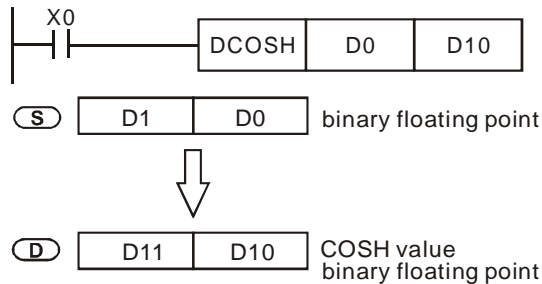 X0
DCOSH D0 D10
S D1 D0 binary floating point
D D11 D10 COSH value
binary floating point